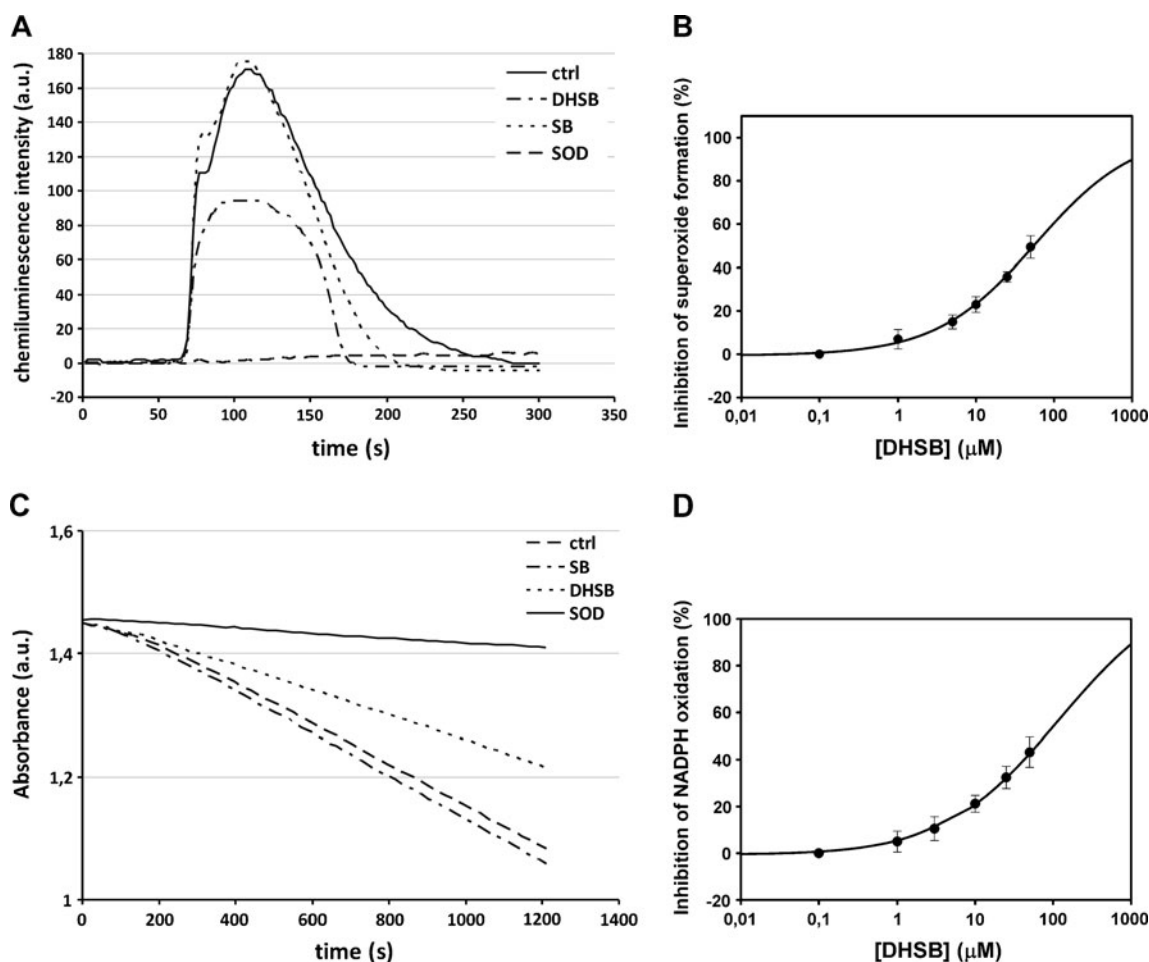 A
chemiluminescence intensity (a.u.)
180
160
140
120
100
80
60
40
20
0
-20
0
50
100
150
200
250
300
350
time (s)
ctrl
DHSB
SB
SOD
B
Inihibition of superoxide formation (%)
100
80
60
40
20
0
-20
0,01
0,1
1
10
100
1000
[DHSB] (μM)
C
Absorbance (a.u.)
1,6
1,4
1,2
1
0
200
400
600
800
1000
1200
1400
time (s)
ctrl
SB
DHSB
SOD
D
Inhibition of NADPH oxidation (%)
100
80
60
40
20
0
-20
0,01
0,1
1
10
100
1000
[DHSB] (μM)